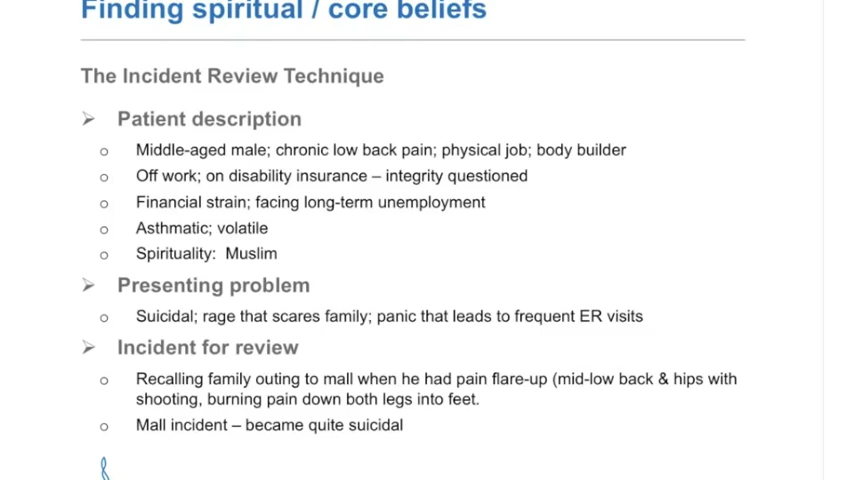 Finding spiritual / core beliefs
The Incident Review Technique
Patient description
Middle-aged male; chronic low back pain; physical job; body builder
Off work; on disability insurance – integrity questioned
Financial strain; facing long-term unemployment
Asthmatic; volatile
Spirituality: Muslim
Presenting problem
Suicidal; rage that scares family; panic that leads to frequent ER visits
Incident for review
Recalling family outing to mall when he had pain flare-up (mid-low back & hips with
shooting, burning pain down both legs into feet.
Mall incident – became quite suicidal